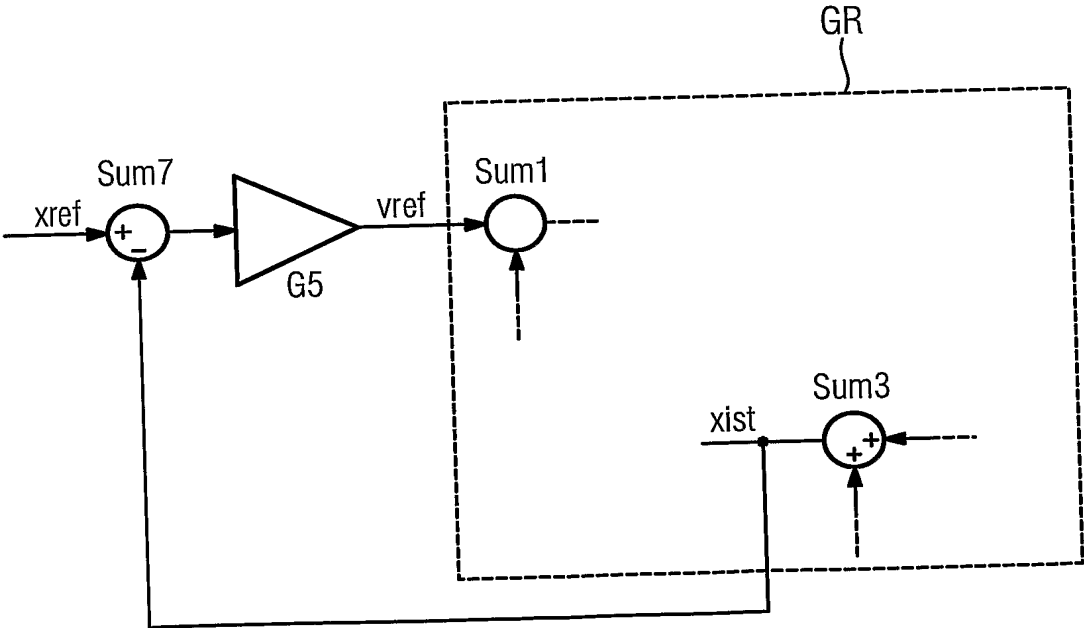 GR
Sum7
Sum1
xref
+
−
vref
G5
Sum3
xist
+
+